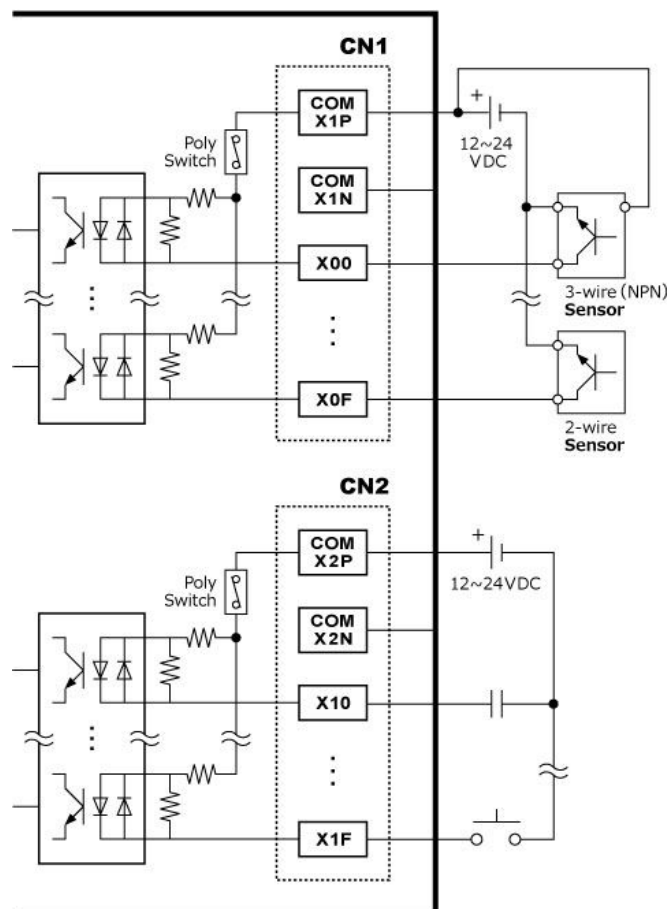 CN1
COM
X1P
Poly
Switch
+
12~24
VDC
COM
X1N
X00
3-wire (NPN)
Sensor
X0F
2-wire
Sensor
CN2
COM
X2P
+
12~24VDC
Poly
Switch
COM
X2N
X10
X1F